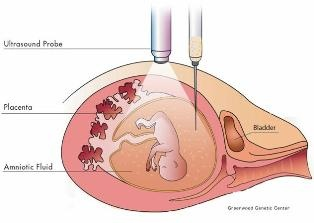 Ultrasound Probe
Placenta
Bladder
Amniotic Fluid
Greenwood Genetic Center